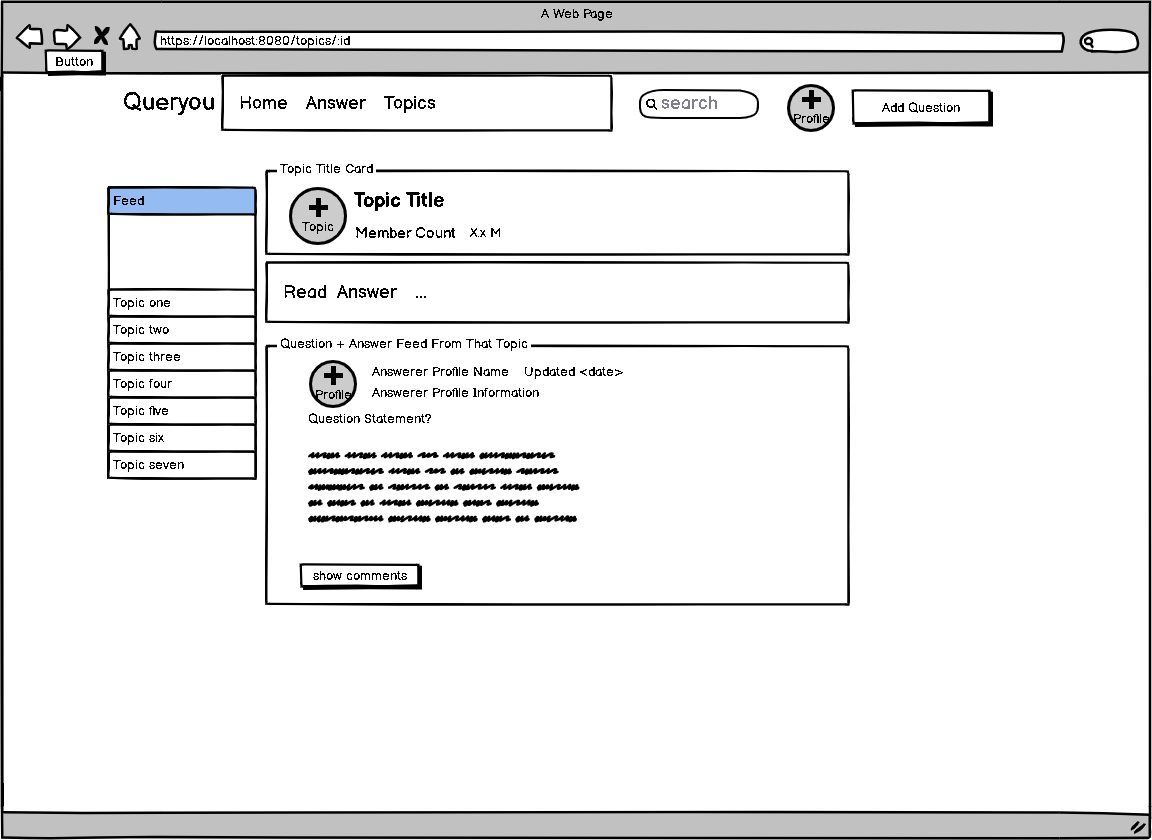 A Web Page
https://localhost:8080/topics/:id
Button
Queryou
Home Answer Topics
search
Profile
Add Question
Feed
Topic one
Topic two
Topic three
Topic four
Topic five
Topic six
Topic seven
Topic Title Card
Topic
Topic Title
Member Count X.x M
Read Answer ...
Question + Answer Feed From That Topic
Profile
Answerer Profile Name Updated <date>
Answerer Profile Information
Question Statement?
show comments